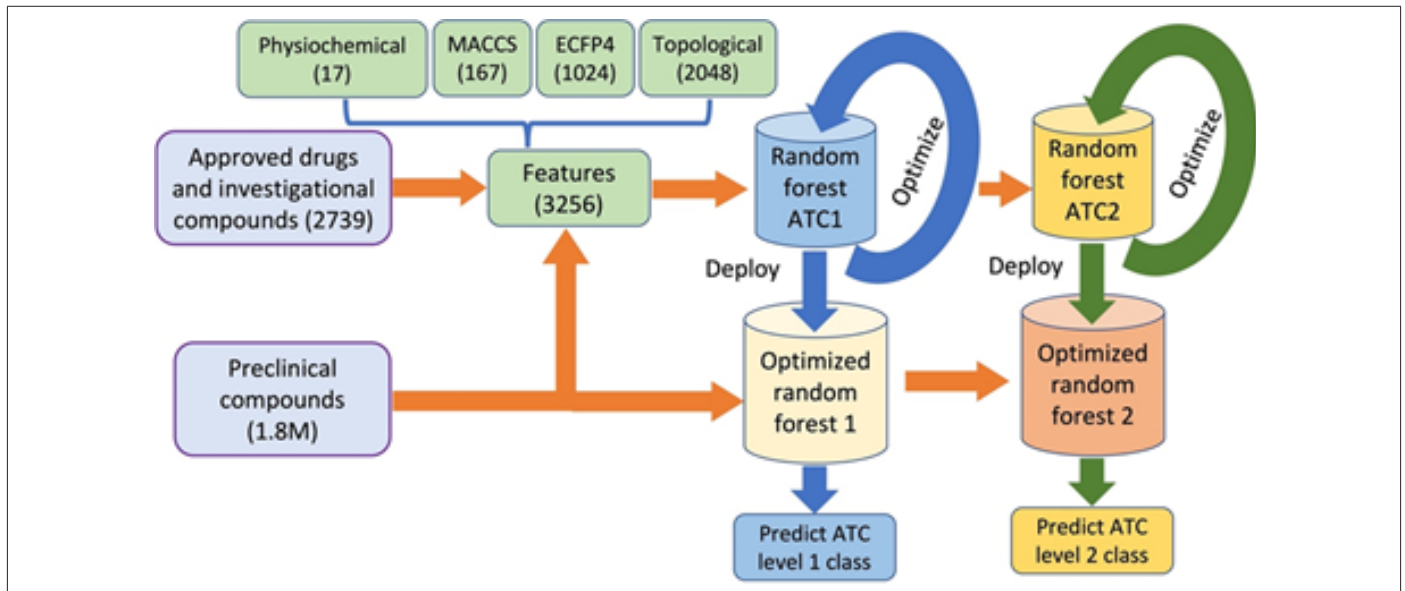 Physiochemical
(17)
MACCS
(167)
ECFP4
(1024)
Topological
(2048)
Approved drugs
and investigational
compounds (2739)
Features
(3256)
Random
forest
ATC1
Optimize
Random
forest
ATC2
Optimize
Deploy
Deploy
Preclinical
compounds
(1.8M)
Optimized
random
forest 1
Optimized
random
forest 2
Predict ATC
level 1 class
Predict ATC
level 2 class